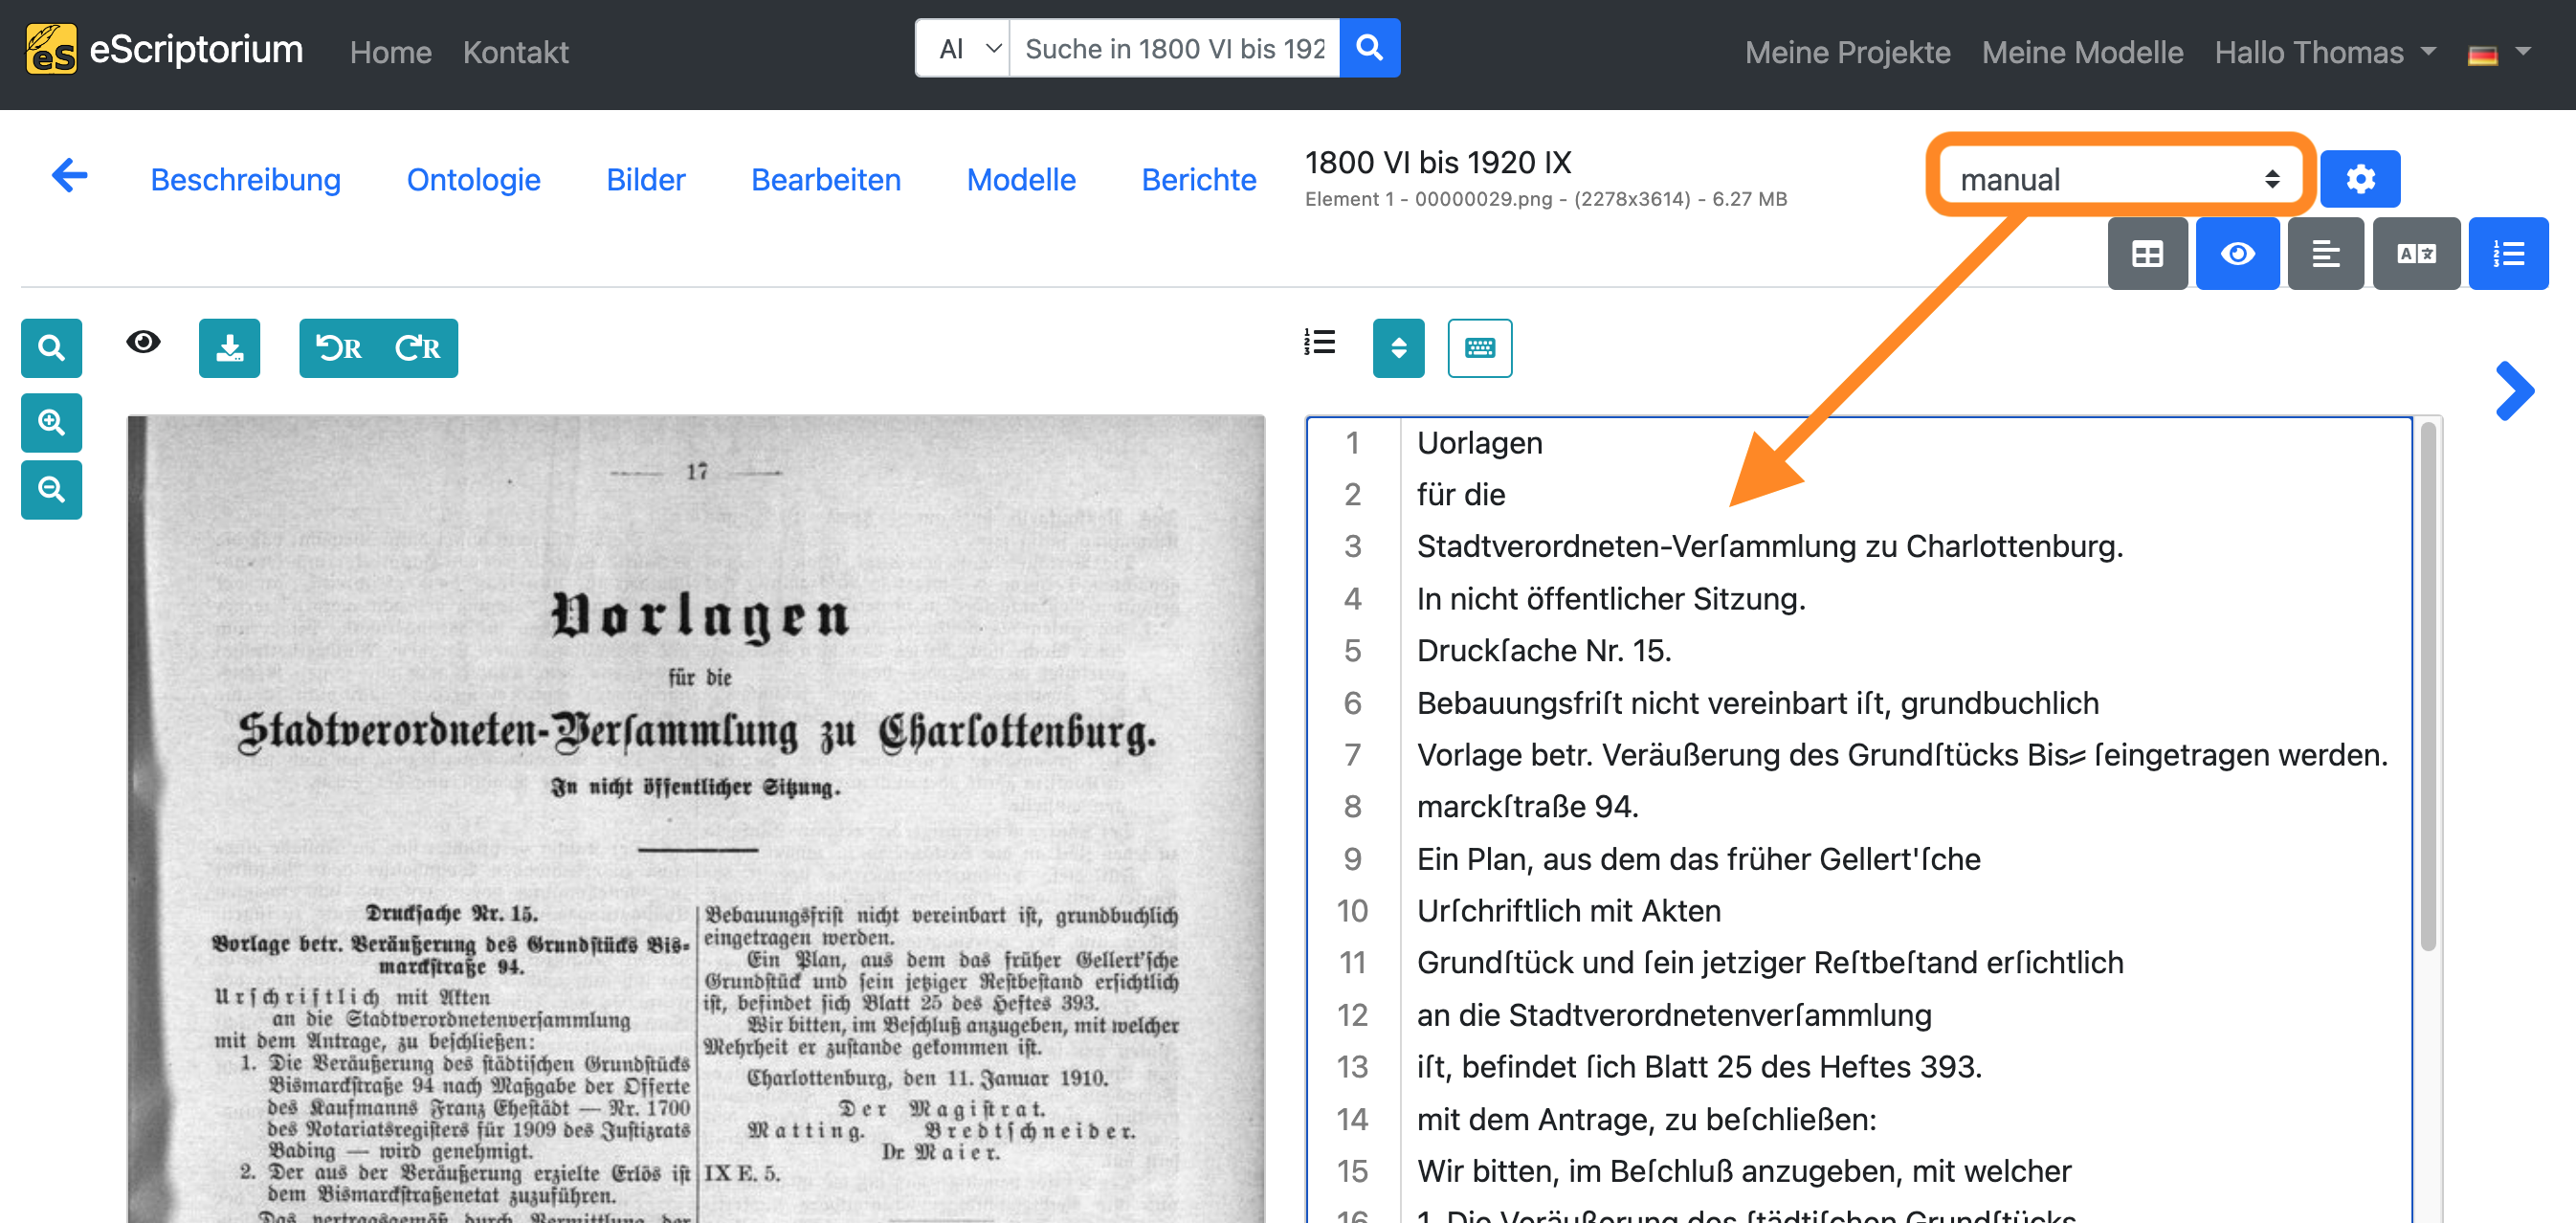 eScriptorium
Home
Kontakt
Al
Suche in 1800 VI bis 192
Meine Projekte
Meine Modelle
Hallo Thomas
Beschreibung
Ontologie
Bilder
Bearbeiten
Modelle
Berichte
1800 VI bis 1920 IX
Element 1 - 00000029.png - (2278x3614) - 6.27 MB
manual
17
Vorlagen
für die
Stadtverordneten-Verſammlung zu Charlottenburg.
In nicht öffentlicher Sitzung.
Druckſache Nr. 15.
Vorlage betr. Veräußerung des Grundſtücks Bis-
marckſtraße 94.
Urſchriftlich mit Akten
an die Stadtverordnetenverſammlung
mit dem Antrage, zu beſchließen:
1. Die Veräußerung des ſtädtiſchen Grundſtücks
Bismarckſtraße 94 nach Maßgabe der Offerte
des Kaufmanns Franz Eheſtädt — Nr. 1700
des Notariatsregiſters für 1909 des Juſtizrats
Bading — wird genehmigt.
2. Der aus der Veräußerung erzielte Erlös iſt
dem Bismarckſtraßenetat zuzuführen.
Das vertragsgemäß durch Vermittlung der
Bebauungsfriſt nicht vereinbart iſt, grundbuchlich
eingetragen werden.
Ein Plan, aus dem das früher Gellert'ſche
Grundſtück und ſein jetziger Reſtbeſtand erſichtlich
iſt, befindet ſich Blatt 25 des Heftes 393.
Wir bitten, im Beſchluß anzugeben, mit welcher
Mehrheit er zuſtande gekommen iſt.
Charlottenburg, den 11. Januar 1910.
Der Magiſtrat.
Matting. Bredtſchneider.
Dr. Maier.
IX E. 5.
1 Uorlagen
2 für die
3 Stadtverordneten-Verſammlung zu Charlottenburg.
4 In nicht öffentlicher Sitzung.
5 Druckſache Nr. 15.
6 Bebauungsfriſt nicht vereinbart iſt, grundbuchlich
7 Vorlage betr. Veräußerung des Grundſtücks Bis⸗ ſeingetragen werden.
8 marckſtraße 94.
9 Ein Plan, aus dem das früher Gellert'ſche
10 Urſchriftlich mit Akten
11 Grundſtück und ſein jetziger Reſtbeſtand erſichtlich
12 an die Stadtverordnetenverſammlung
13 iſt, befindet ſich Blatt 25 des Heftes 393.
14 mit dem Antrage, zu beſchließen:
15 Wir bitten, im Beſchluß anzugeben, mit welcher
16 1. Die Veräußerung des ſtädtiſchen Grundſtücks